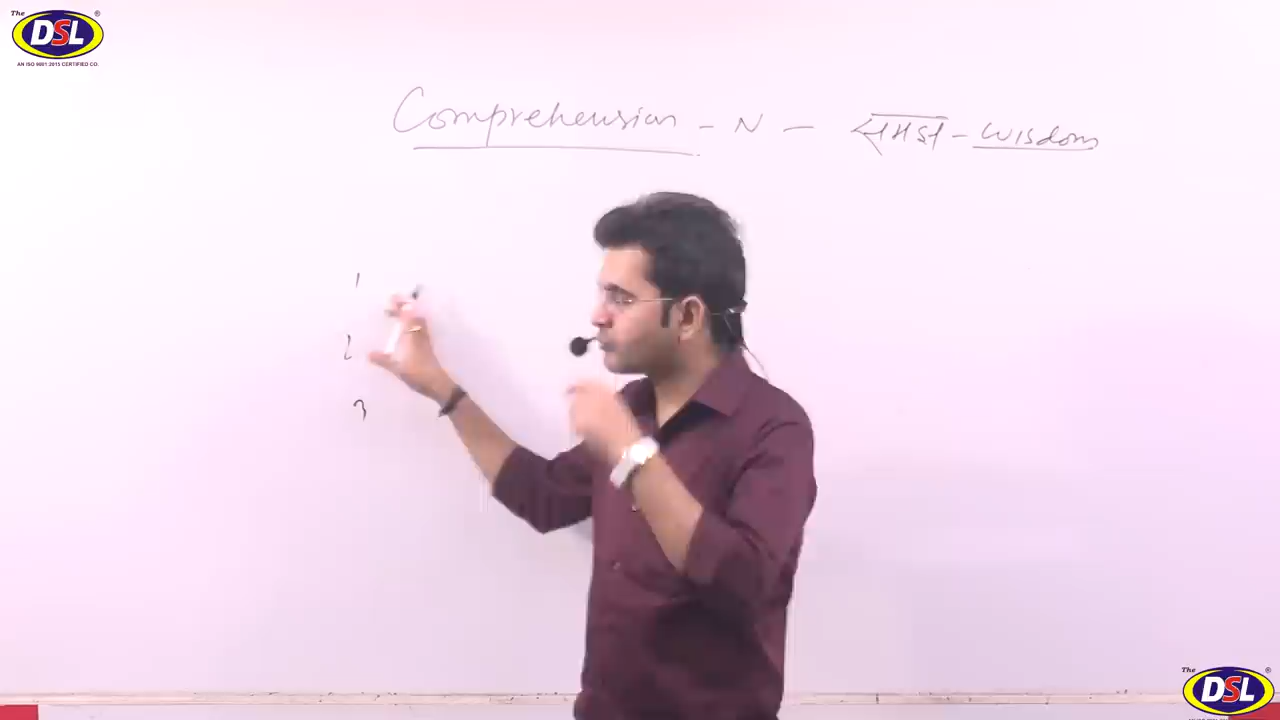 The DSL ®
AN ISO 9001:2015 CERTIFIED CO.
Comprehension - N - समझ - Wisdom
1
2
3
The DSL